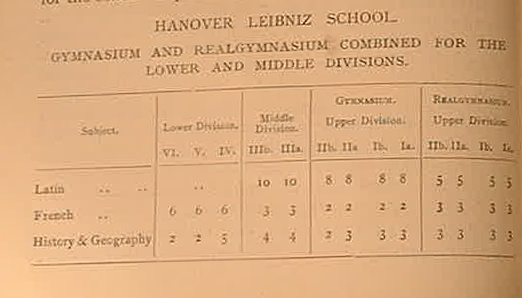 HANOVER LEIBNIZ SCHOOL.
GYMNASIUM AND REALGYMNASIUM COMBINED FOR THE
LOWER AND MIDDLE DIVISIONS.
Subject. Lower Division. Middle Division. GYMNASIUM. Upper Division. REALGYMNASIUM. Upper Division.
VI. V. IV. IIIb. IIIa. IIb. IIa Ib. Ia. IIb. IIa. Ib. Ia.
Latin .. .. .. 10 10 8 8 8 8 5 5 5 5
French .. 6 6 6 3 3 2 2 2 2 3 3 3 3
History & Geography 2 2 5 4 4 2 3 3 3 3 3 3 3